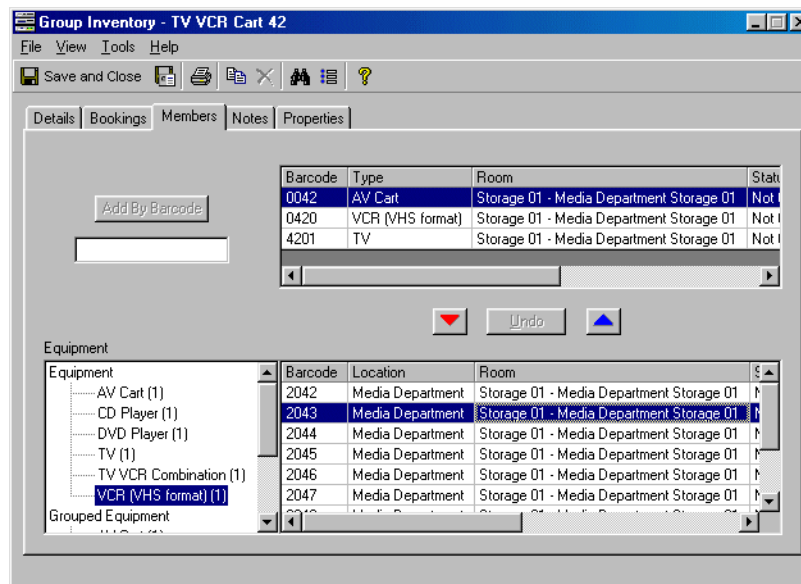 Group Inventory - TV VCR Cart 42
File View Tools Help
Save and Close
Details Bookings Members Notes Properties
Barcode Type Room
0042 AV Cart Storage 01 - Media Department Storage 01 Not
0420 VCR (VHS format) Storage 01 - Media Department Storage 01 Not
4201 TV Storage 01 - Media Department Storage 01 Not
Add By Barcode
Undo
Equipment
Equipment
AV Cart (1)
CD Player (1)
DVD Player (1)
TV (1)
TV VCR Combination (1)
VCR (VHS format) (1)
Grouped Equipment
Barcode Location Room
2042 Media Department Storage 01 - Media Department Storage 01
2043 Media Department Storage 01 - Media Department Storage 01
2044 Media Department Storage 01 - Media Department Storage 01
2045 Media Department Storage 01 - Media Department Storage 01
2046 Media Department Storage 01 - Media Department Storage 01
2047 Media Department Storage 01 - Media Department Storage 01